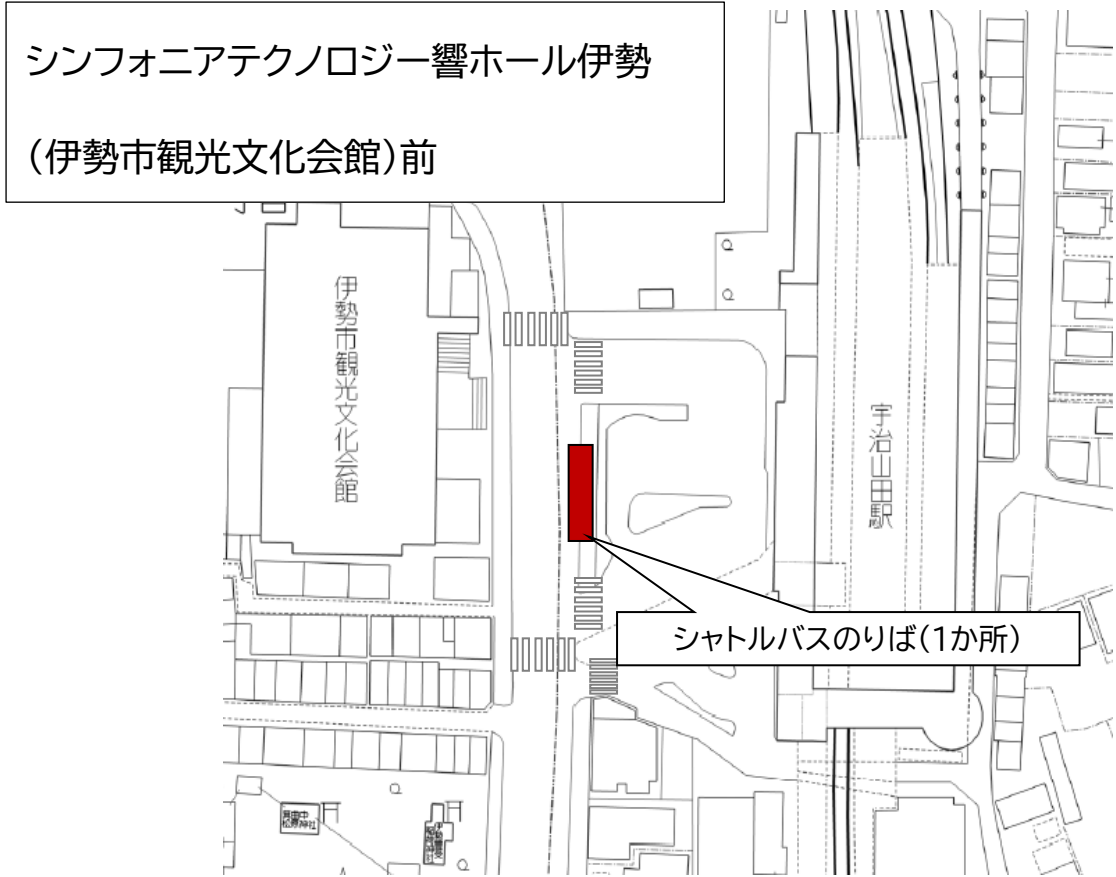 シンフォニアテクノロジー響ホール伊勢
(伊勢市観光文化会館)前
伊勢市観光文化会館
宇治山田駅
シャトルバスのりば(1か所)